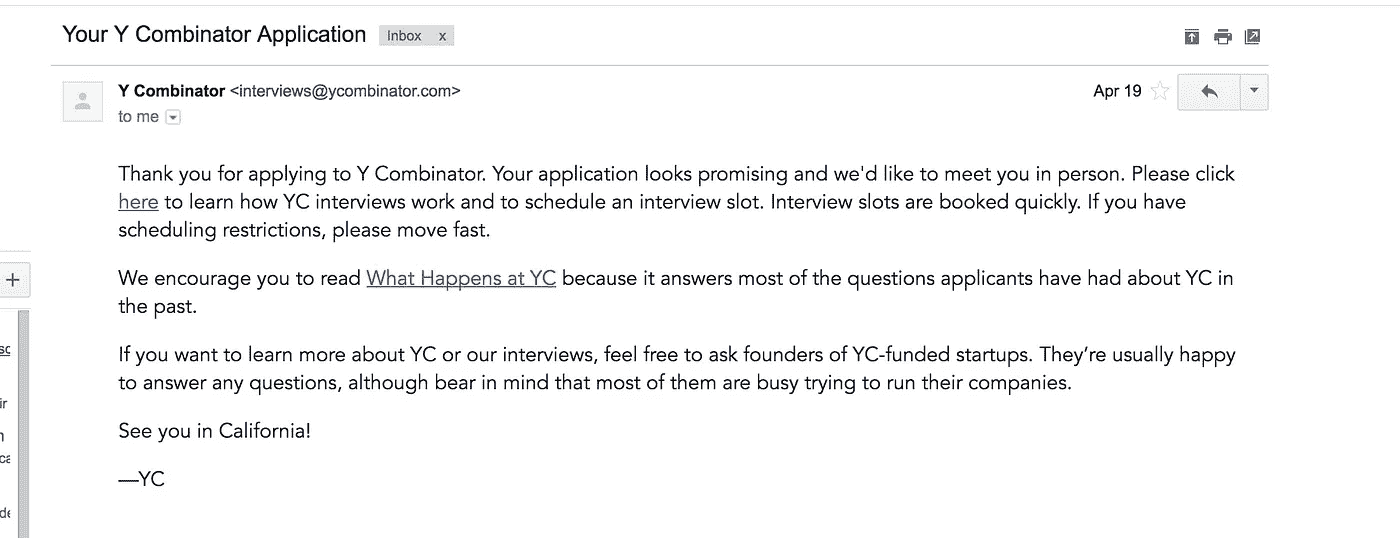 Your Y Combinator Application Inbox x
Y Combinator <interviews@ycombinator.com> Apr 19
to me
Thank you for applying to Y Combinator. Your application looks promising and we'd like to meet you in person. Please click
here to learn how YC interviews work and to schedule an interview slot. Interview slots are booked quickly. If you have
scheduling restrictions, please move fast.
We encourage you to read What Happens at YC because it answers most of the questions applicants have had about YC in
the past.
If you want to learn more about YC or our interviews, feel free to ask founders of YC-funded startups. They’re usually happy
to answer any questions, although bear in mind that most of them are busy trying to run their companies.
See you in California!
—YC